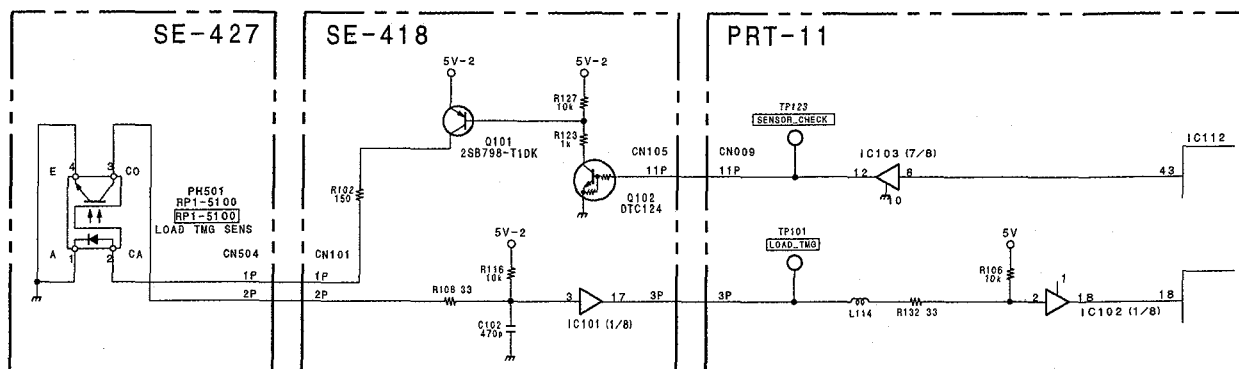 SE-427
SE-418
PRT-11
5V-2
5V-2
R127
10k
TP123
SENSOR_CHECK
IC112
Q101
2SB798-T1DK
R123
1k
CN105
CN009
IC103 (7/8)
E
4
3
CO
11P
11P
12
8
43
PH501
RP1-5100
RP1-5100
LOAD TMG SENS
R102
150
Q102
DTC124
10
A
1
2
CA
CN504
CN101
5V-2
TP101
LOAD_TMG
5V
1P
1P
R116
10k
R106
10k
1
2P
2P
R108 33
3
17
3P
3P
2
18
18
C102
470p
IC101 (1/8)
L114
R132 33
IC102 (1/8)